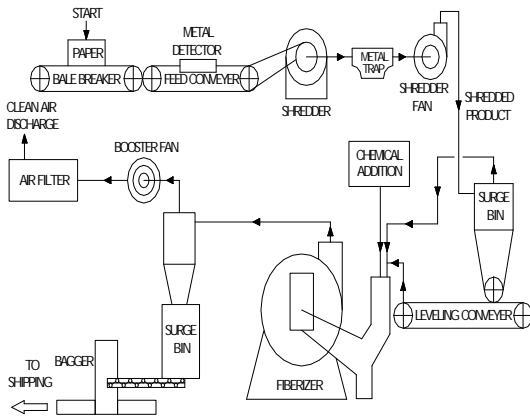 START
PAPER
BALE BREAKER
METAL
DETECTOR
FEED CONVEYER
SHREDDER
METAL
TRAP
SHREDDER
FAN
SHREDDED
PRODUCT
CLEAN AIR
DISCHARGE
AIR FILTER
BOOSTER FAN
CHEMICAL
ADDITION
SURGE
BIN
LEVELING CONVEYER
FIBERIZER
SURGE
BIN
BAGGER
TO
SHIPPING